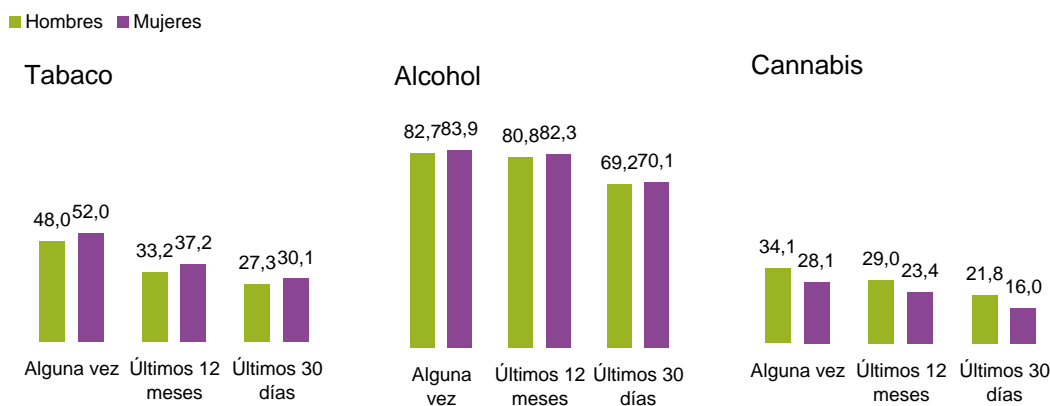 Hombres Mujeres
Tabaco
48,0 52,0
33,2 37,2
27,3 30,1
Alguna vez
Últimos 12
meses
Últimos 30
días
Alcohol
82,7 83,9
80,8 82,3
69,2 70,1
Alguna
vez
Últimos 12
meses
Últimos 30
días
Cannabis
34,1 28,1
29,0 23,4
21,8 16,0
Alguna vez
Últimos 12
meses
Últimos 30
días